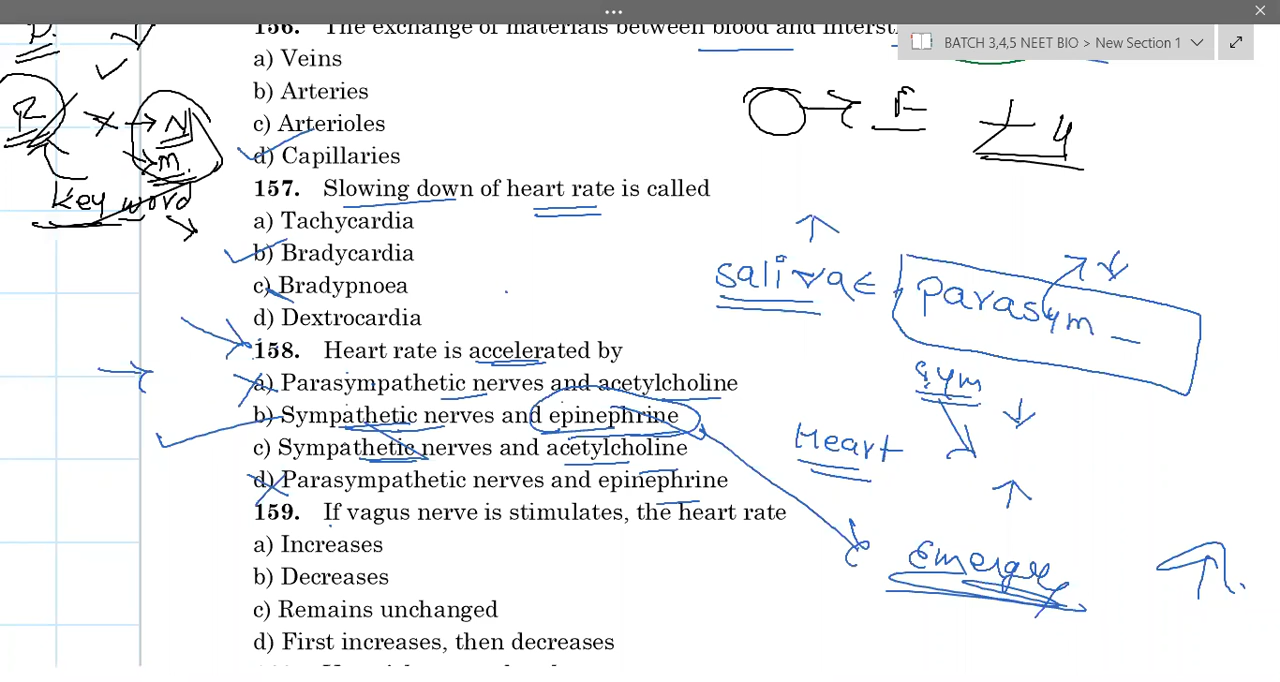 156. The exchange of materials between blood and interst
BATCH 3,4,5 NEET BIO > New Section 1
a) Veins
b) Arteries
c) Arterioles
d) Capillaries
Key word
157. Slowing down of heart rate is called
a) Tachycardia
b) Bradycardia
c) Bradypnoea
d) Dextrocardia
saliva
parasym
158. Heart rate is accelerated by
a) Parasympathetic nerves and acetylcholine
sym
b) Sympathetic nerves and epinephrine
Heart
c) Sympathetic nerves and acetylcholine
d) Parasympathetic nerves and epinephrine
159. If vagus nerve is stimulates, the heart rate
a) Increases
b) Decreases
c) Remains unchanged
d) First increases, then decreases